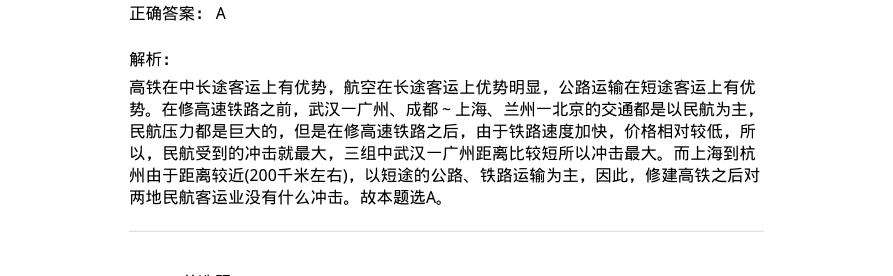 正确答案： A
解析：
高铁在中长途客运上有优势，航空在长途客运上优势明显，公路运输在短途客运上有优
势。在修高速铁路之前，武汉一广州、成都 ~ 上海、兰州一北京的交通都是以民航为主，
民航压力都是巨大的，但是在修高速铁路之后，由于铁路速度加快，价格相对较低，所
以，民航受到的冲击就最大，三组中武汉一广州距离比较短所以冲击最大。而上海到杭
州由于距离较近(200千米左右)，以短途的公路、铁路运输为主，因此，修建高铁之后对
两地民航客运业没有什么冲击。故本题选A。